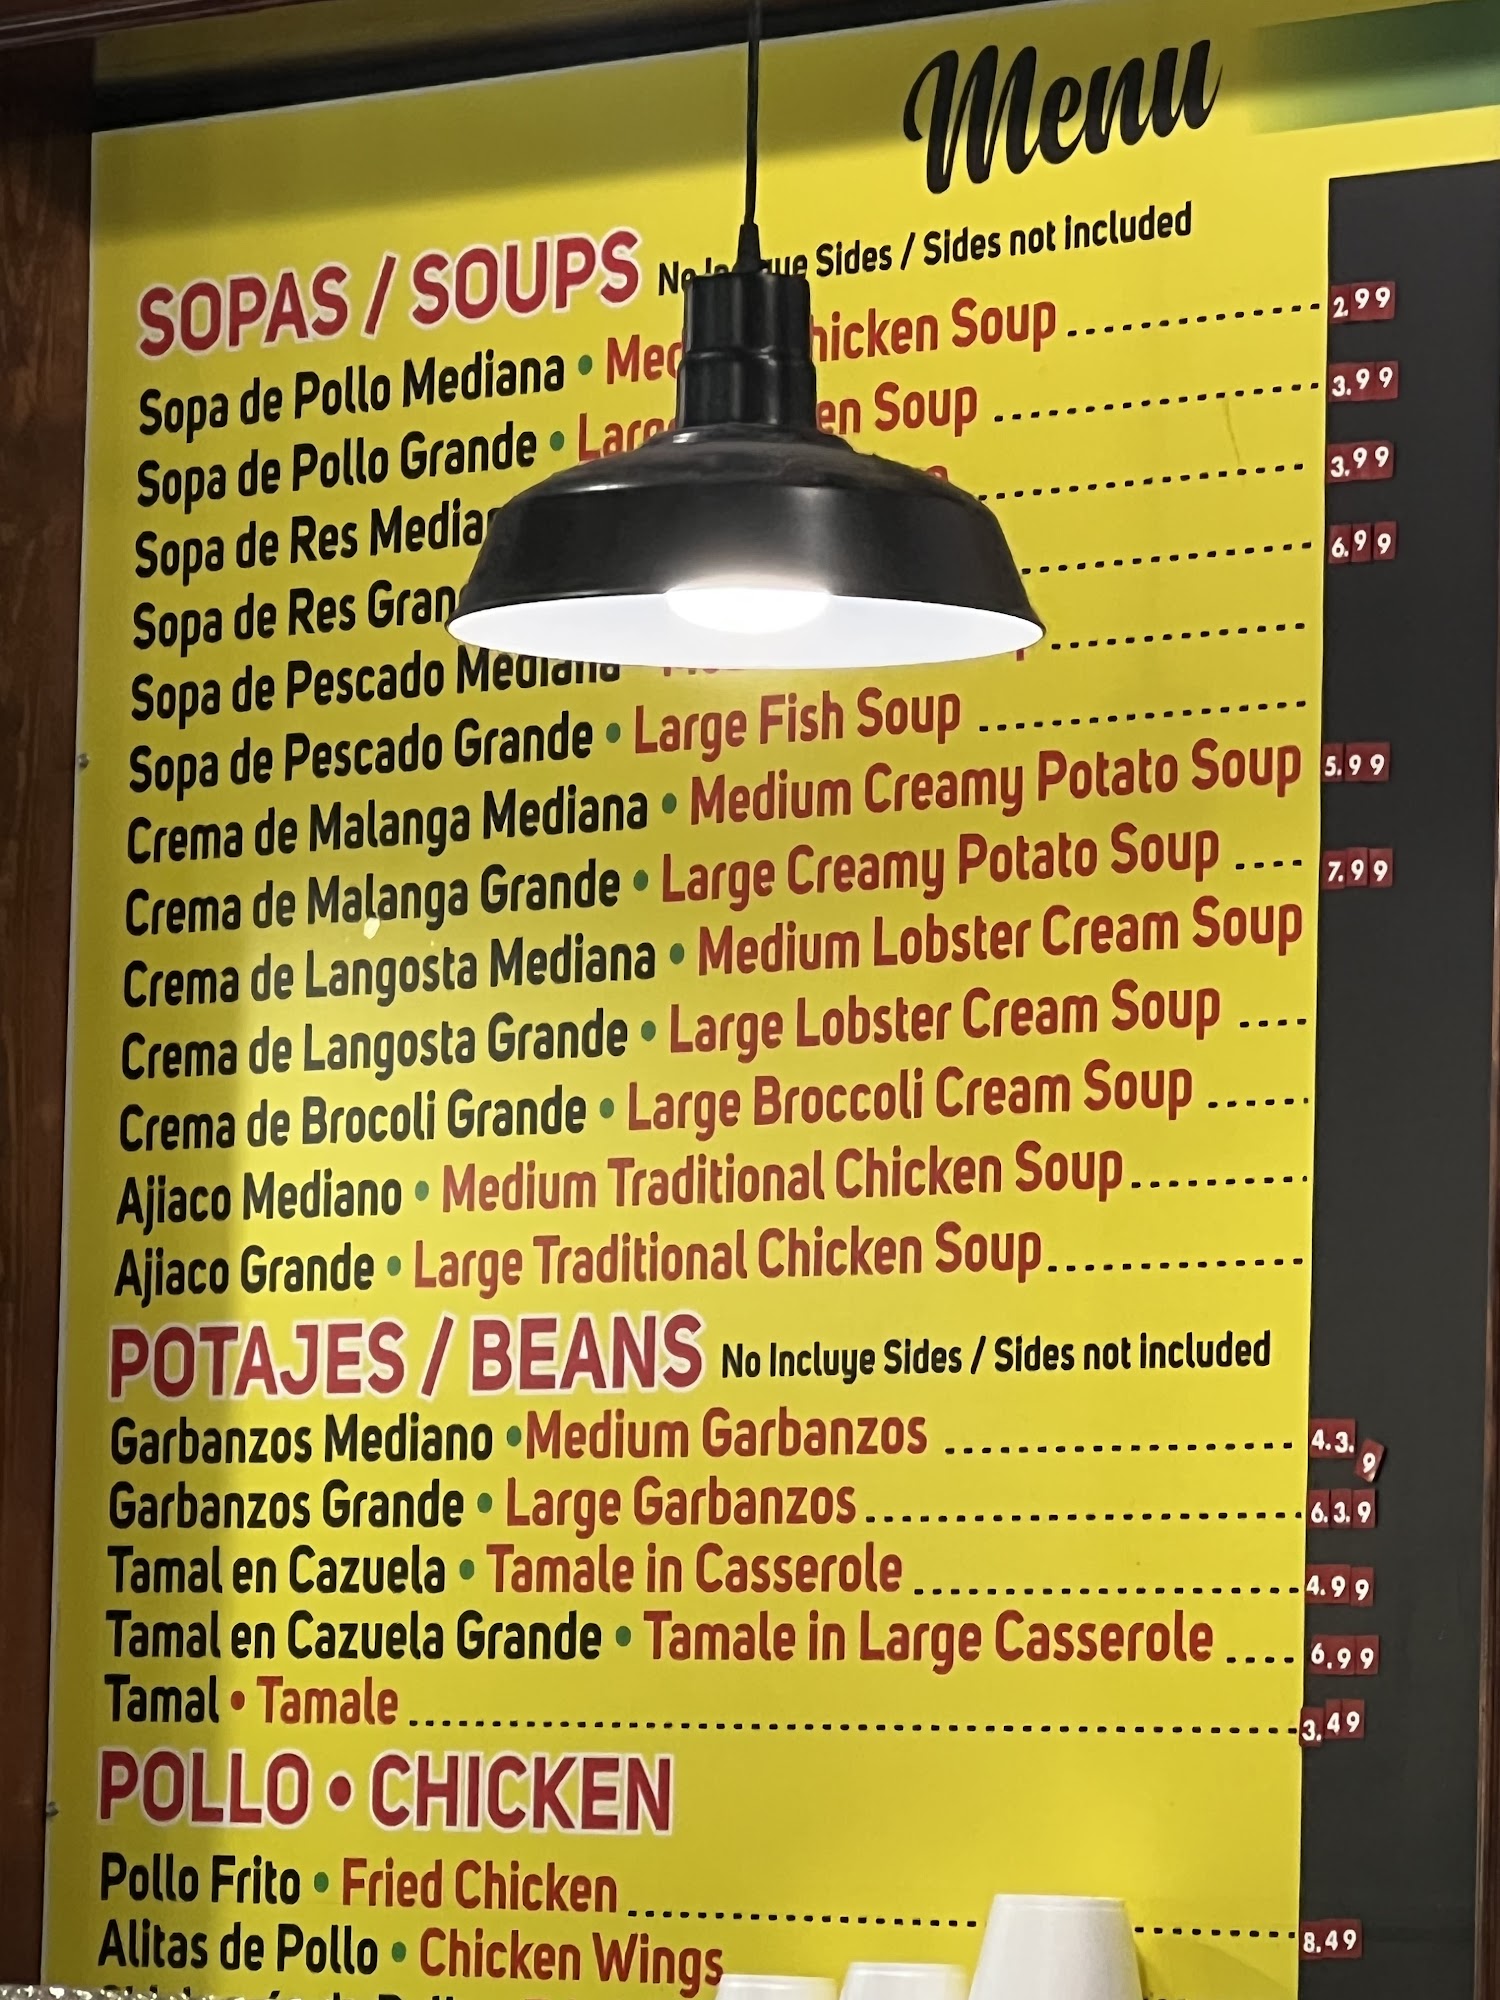 Menu
SOPAS / SOUPS Sides / Sides not included
Sopa de Pollo Mediana • Soup 2.99
Sopa de Pollo Grande • Soup 3.99
Sopa de Res 3.99
Sopa de Res 6.99
Sopa de Pescado Mediana
Sopa de Pescado Grande • Large Fish Soup
Crema de Malanga Mediana • Medium Creamy Potato Soup 5.99
Crema de Malanga Grande • Large Creamy Potato Soup 7.99
Crema de Langosta Mediana • Medium Lobster Cream Soup
Crema de Langosta Grande • Large Lobster Cream Soup
Crema de Brocoli Grande • Large Broccoli Cream Soup
Ajiaco Mediano • Medium Traditional Chicken Soup
Ajiaco Grande • Large Traditional Chicken Soup
POTAJES / BEANS No Incluye Sides / Sides not included
Garbanzos Mediano • Medium Garbanzos 4.39
Garbanzos Grande • Large Garbanzos 6.39
Tamal en Cazuela • Tamale in Casserole 4.99
Tamal en Cazuela Grande • Tamale in Large Casserole 6.99
Tamal • Tamale 3.49
POLLO • CHICKEN
Pollo Frito • Fried Chicken 8.49
Alitas de Pollo • Chicken Wings